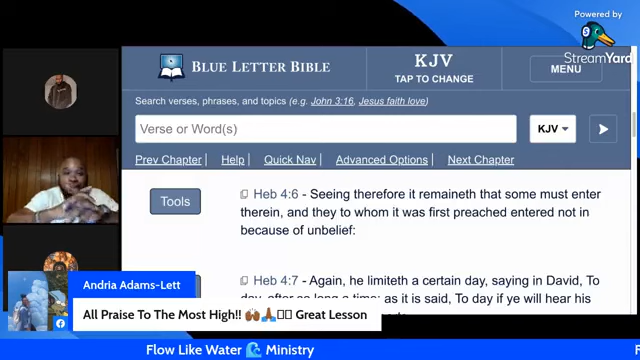 Powered by
StreamYard
BLUE LETTER BIBLE
KJV
TAP TO CHANGE
MENU
Search verses, phrases, and topics (e.g. John 3:16, Jesus faith love)
Verse or Word(s)
KJV
Prev Chapter | Help | Quick Nav | Advanced Options | Next Chapter
Tools
Heb 4:6 - Seeing therefore it remaineth that some must enter
therein, and they to whom it was first preached entered not in
because of unbelief:
Heb 4:7 - Again, he limiteth a certain day, saying in David, To
day, after so long a time; as it is said, To day if ye will hear his
Andria Adams-Lett
All Praise To The Most High!! 🙌🏾🙏🏾 Great Lesson
Flow Like Water 🌊 Ministry